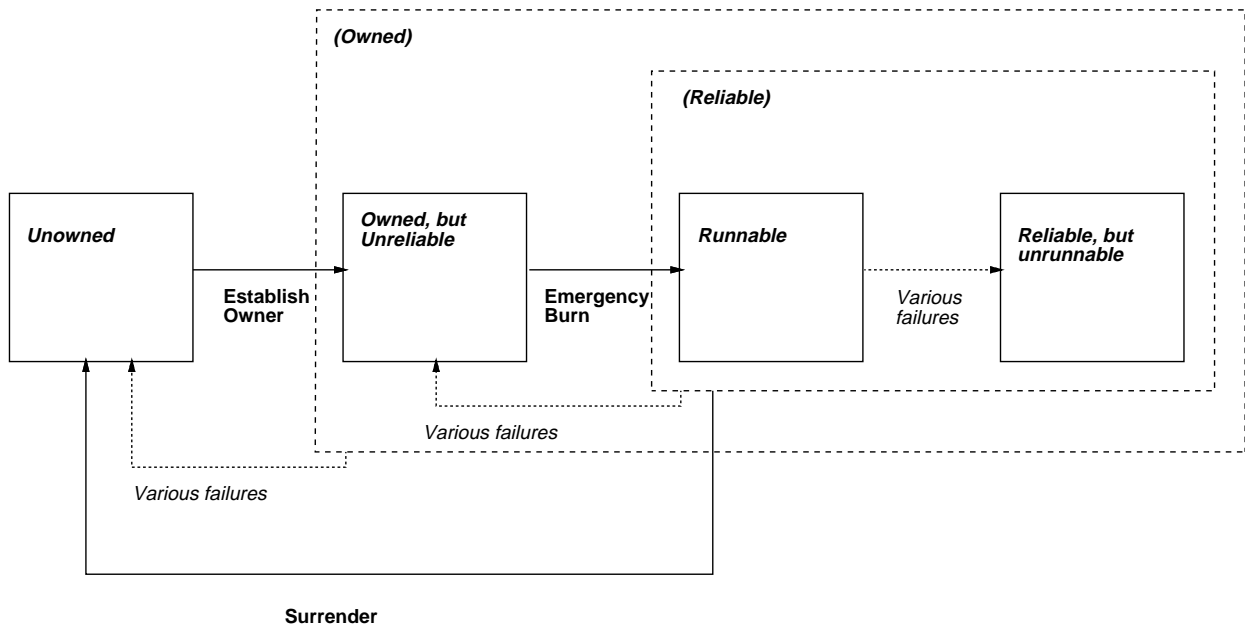 (Owned)
(Reliable)
Unowned
Owned, but
Unreliable
Runnable
Reliable, but
unrunnable
Establish
Owner
Emergency
Burn
Various
failures
Various failures
Various failures
Surrender